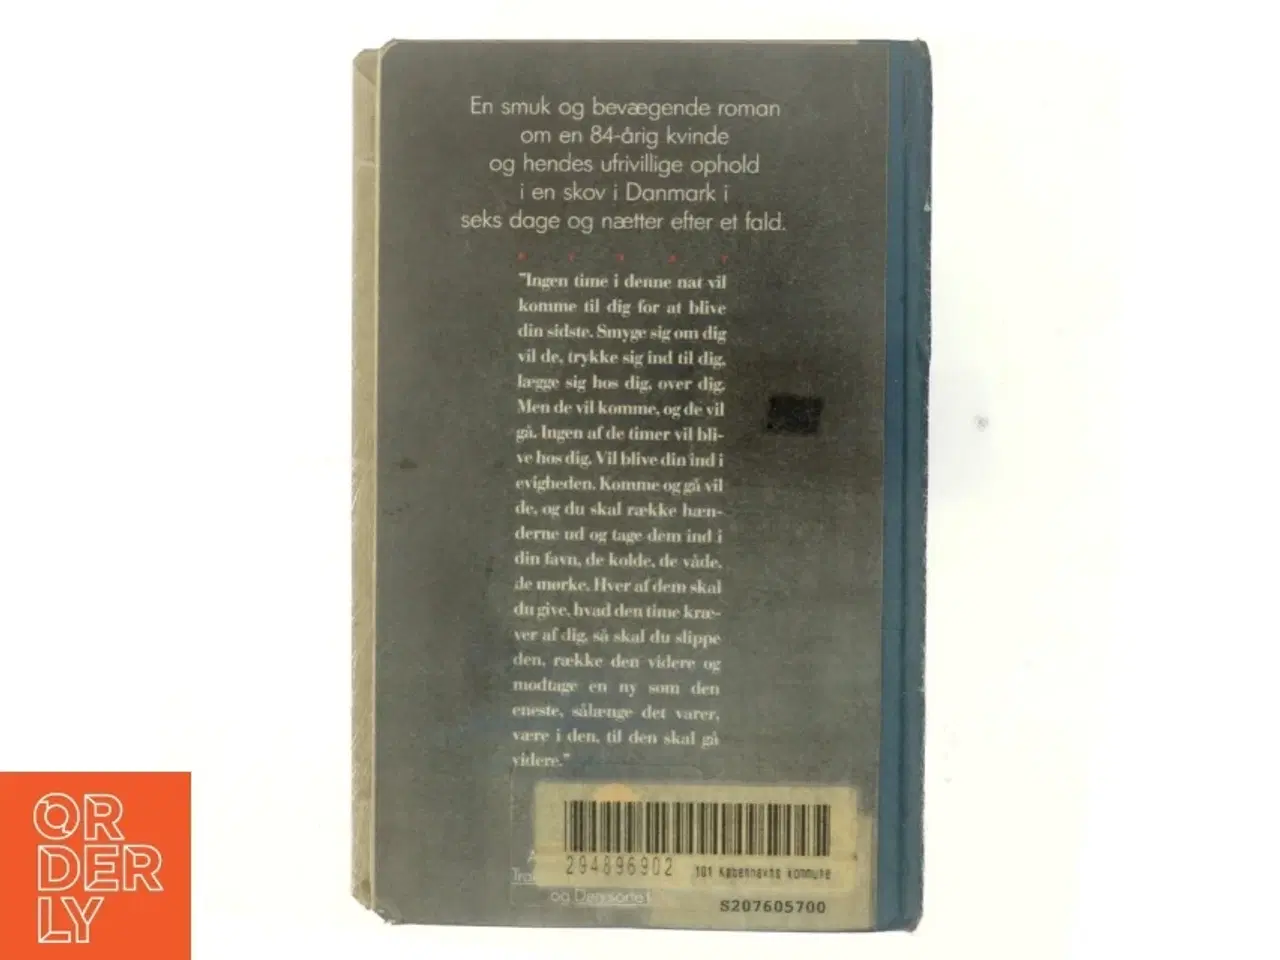 En smuk og bevægende roman
om en 84-årig kvinde
og hendes ufrivillige ophold
i en skov i Danmark i
seks dage og nætter efter et fald.
"Ingen time i denne nat vil
komme til dig for at blive
din sidste. Smyge sig om dig
vil de, trykke sig ind til dig,
lægge sig hos dig, over dig.
Men de vil komme, og de vil
gå. Ingen af de timer vil bli-
ve hos dig. Vil blive din ind i
evigheden. Komme og gå vil
de, og du skal række hæn-
derne ud og tage dem ind i
din favn, de kolde, de våde,
de mørke. Hver af dem skal
du give, hvad den time kræ-
ver af dig, så skal du slippe
den, række den videre og
modtage en ny som den
eneste, sålænge det varer,
være i den, til den skal gå
videre."
294896902
101 Københavns kommune
og Den sorte
S207605700
ORDERLY